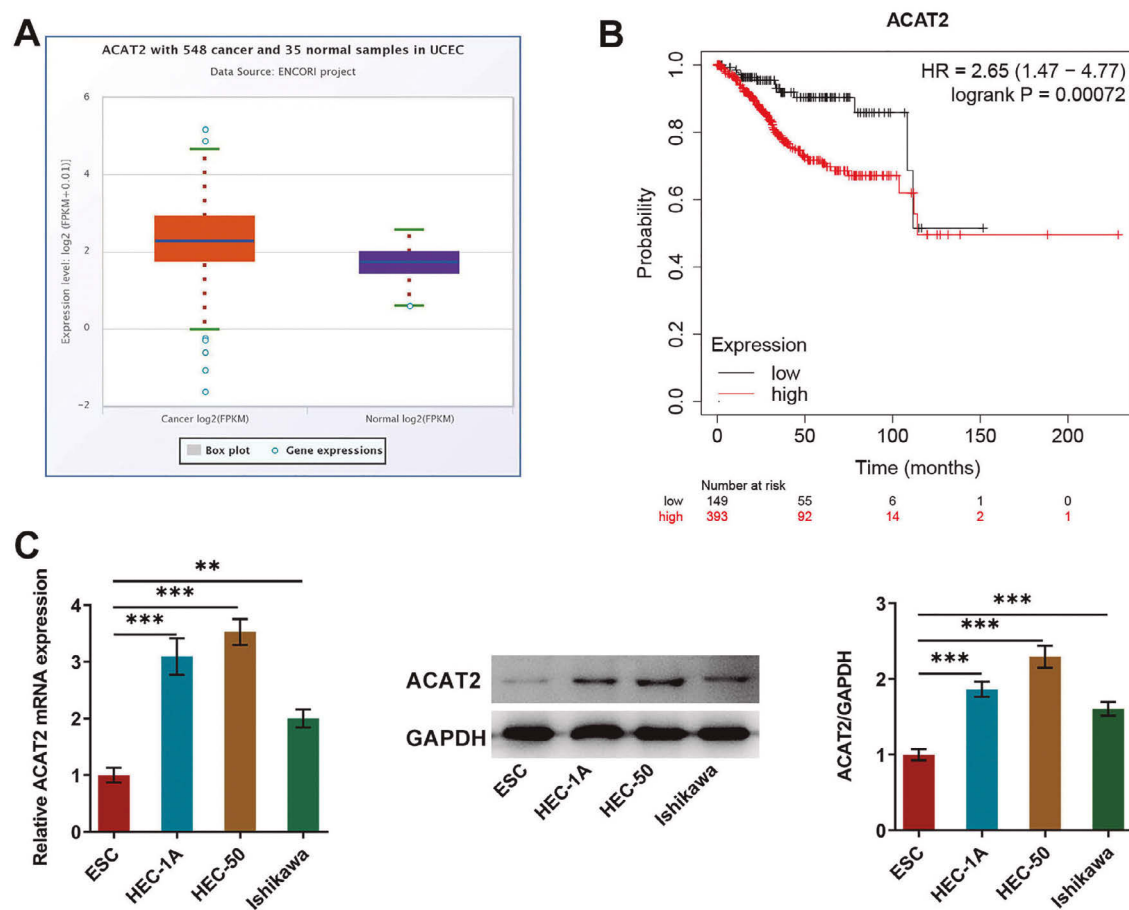 A
ACAT2 with 548 cancer and 35 normal samples in UCEC
Data Source: ENCORI project
Expression level: log2 (FPKM+0.01)]
6
4
2
0
−2
Cancer log2(FPKM)
Normal log2(FPKM)
Box plot
Gene expressions
B
ACAT2
HR = 2.65 (1.47 − 4.77)
logrank P = 0.00072
Probability
1.0
0.8
0.6
0.4
0.2
0.0
Expression
low
high
0
50
100
150
200
Time (months)
Number at risk
low 149 55 6 1 0
high 393 92 14 2 1
C
Relative ACAT2 mRNA expression
4
3
2
1
0
**
***
***
ESC
HEC-1A
HEC-50
Ishikawa
ACAT2
GAPDH
ESC
HEC-1A
HEC-50
Ishikawa
ACAT2/GAPDH
3
2
1
0
***
***
***
ESC
HEC-1A
HEC-50
Ishikawa